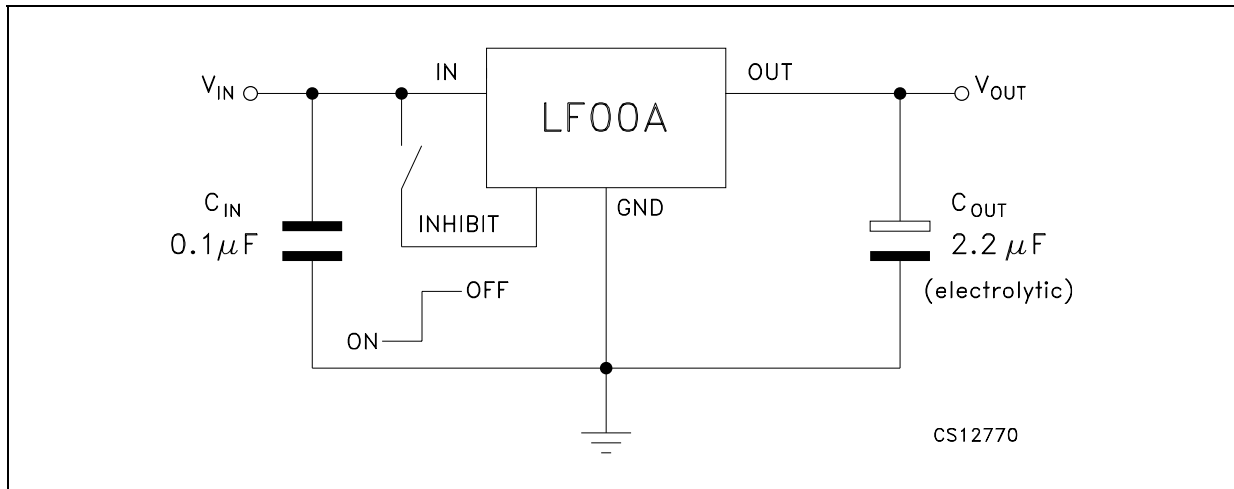 IN
OUT
V_IN
V_OUT
LF00A
GND
C_IN
0.1μF
INHIBIT
C_OUT
2.2 μF
(electrolytic)
OFF
ON
CS12770